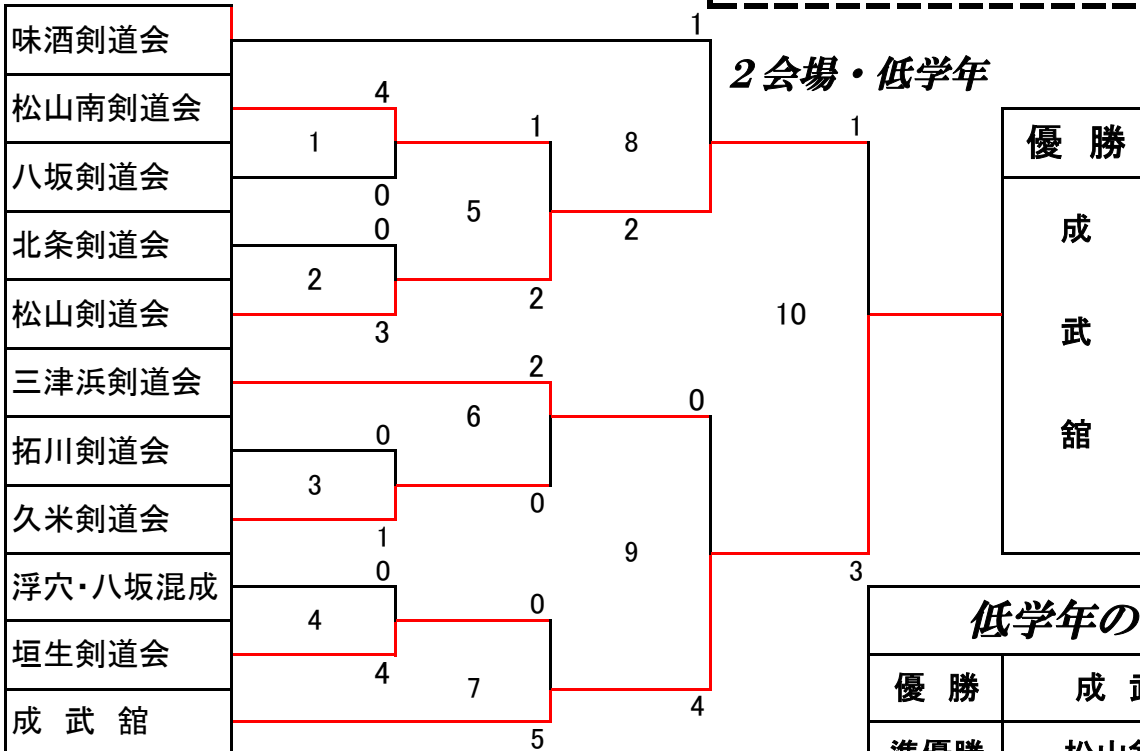 味酒剣道会
松山南剣道会
八坂剣道会
北条剣道会
松山剣道会
三津浜剣道会
拓川剣道会
久米剣道会
浮穴・八坂混成
垣生剣道会
成 武 舘
4
1
0
0
2
3
0
3
1
0
4
4
1
5
2
2
6
0
0
7
5
1
8
2
0
9
4
2会場・低学年
1
10
3
優 勝
成
武
舘
低学年の
優 勝 成
準優勝